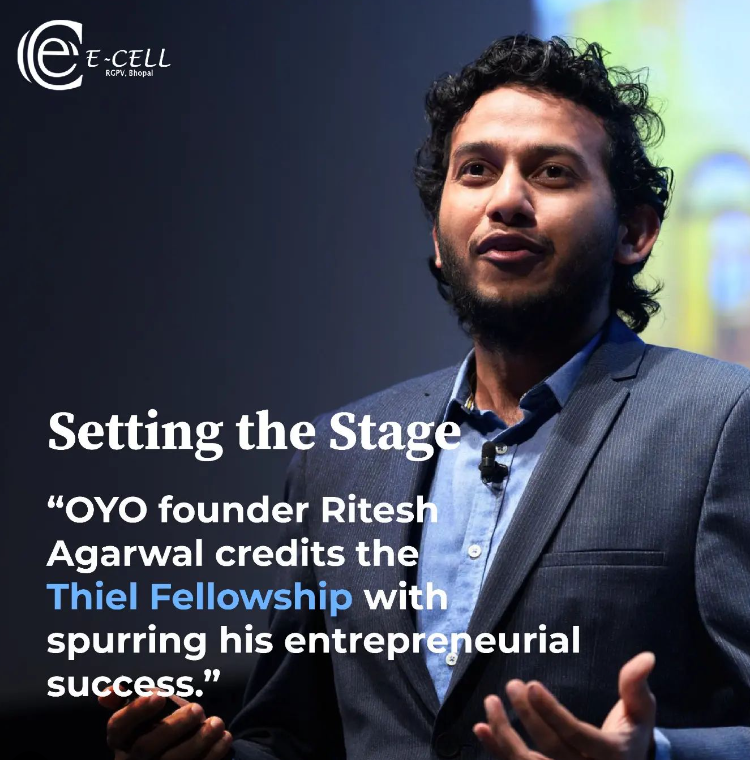 E-CELL
RGPV, Bhopal
Setting the Stage
“OYO founder Ritesh
Agarwal credits the
Thiel Fellowship with
spurring his entrepreneurial
success.”